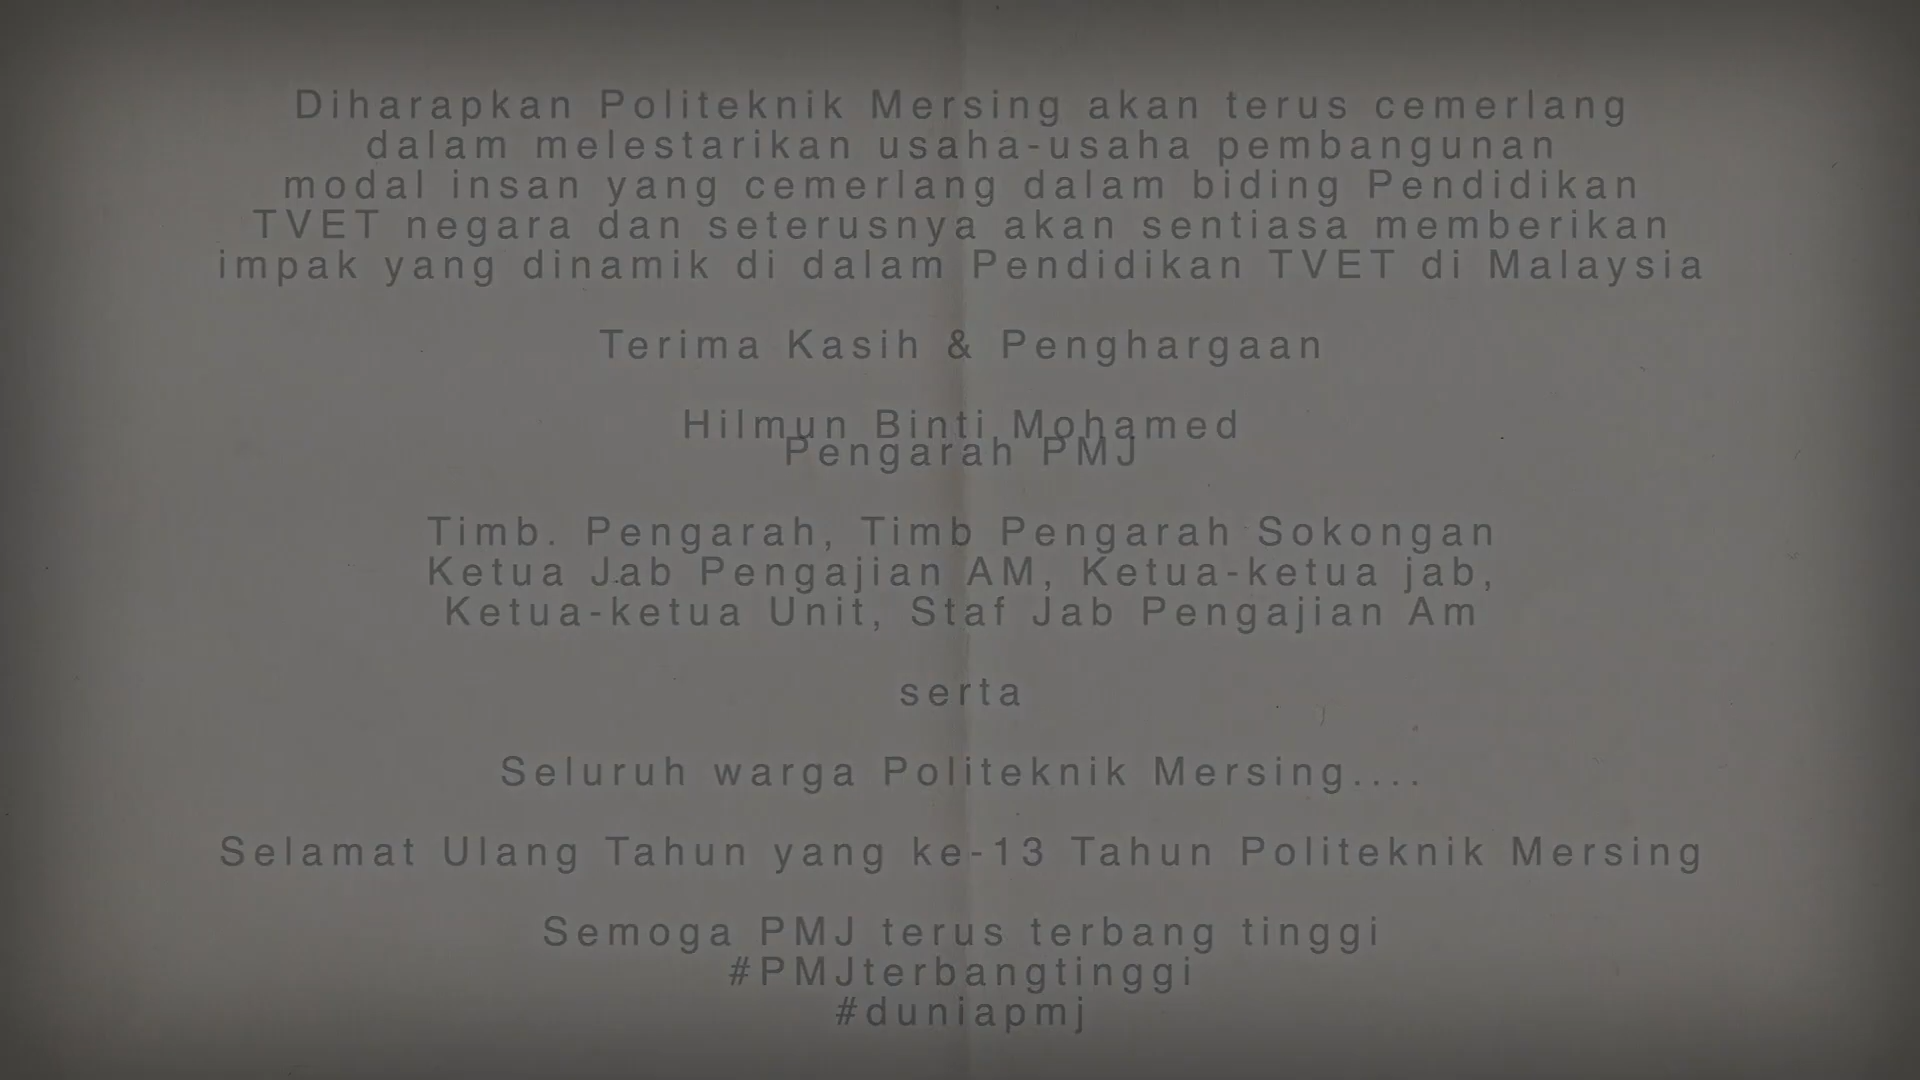 Diharapkan Politeknik Mersing akan terus cemerlang
dalam melestarikan usaha-usaha pembangunan
modal insan yang cemerlang dalam biding Pendidikan
TVET negara dan seterusnya akan sentiasa memberikan
impak yang dinamik di dalam Pendidikan TVET di Malaysia
Terima Kasih & Penghargaan
Hilmun Binti Mohamed
Pengarah PMJ
Timb. Pengarah, Timb Pengarah Sokongan
Ketua Jab Pengajian AM, Ketua-ketua jab,
Ketua-ketua Unit, Staf Jab Pengajian Am
serta
Seluruh warga Politeknik Mersing....
Selamat Ulang Tahun yang ke-13 Tahun Politeknik Mersing
Semoga PMJ terus terbang tinggi
#PMJterbangtinggi
#duniapmj